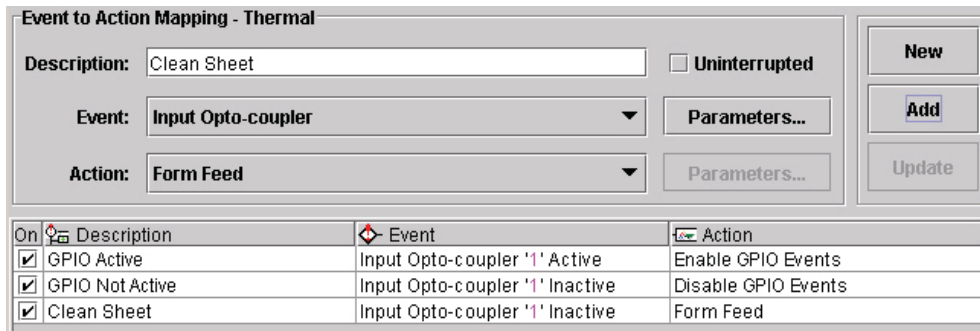 Event to Action Mapping - Thermal
Description: Clean Sheet Uninterrupted New
Event: Input Opto-coupler Parameters... Add
Action: Form Feed Parameters... Update
On Description Event Action
GPIO Active Input Opto-coupler '1' Active Enable GPIO Events
GPIO Not Active Input Opto-coupler '1' Inactive Disable GPIO Events
Clean Sheet Input Opto-coupler '1' Inactive Form Feed